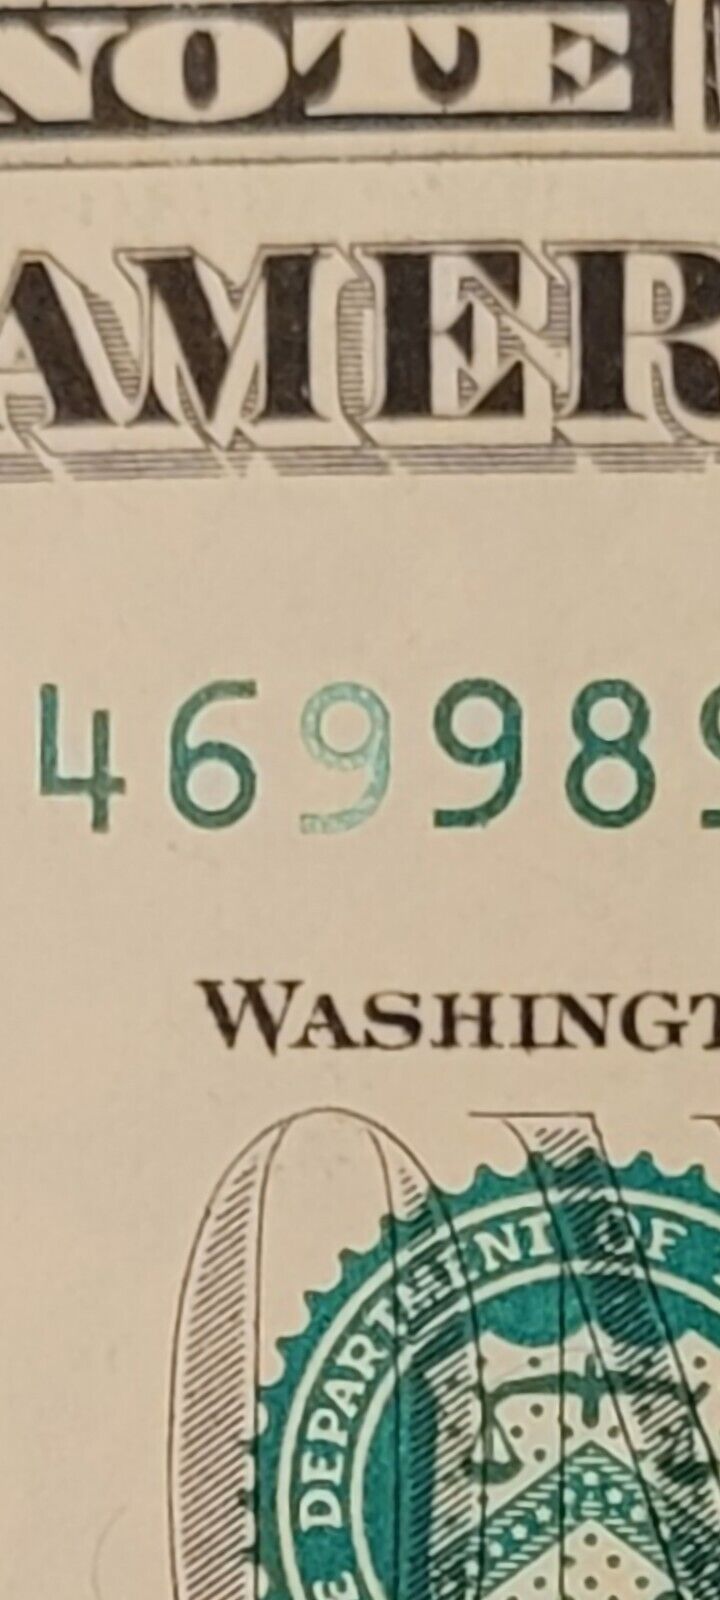 NOTE
AMER
469989
WASHINGT
DEPARTMENT OF